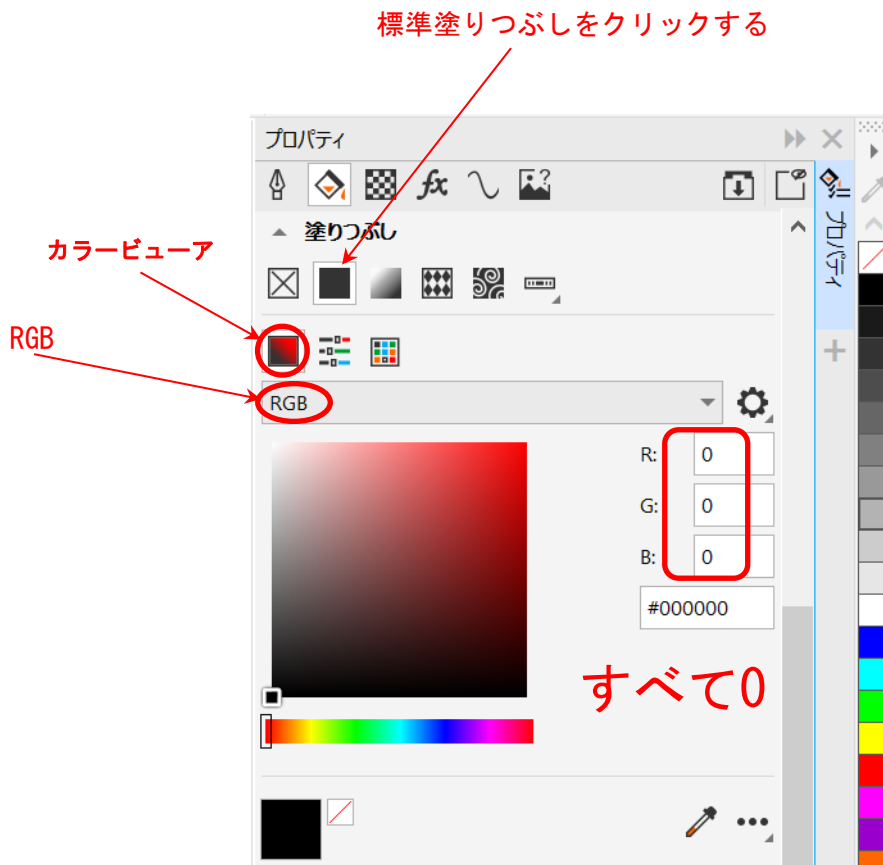 標準塗りつぶしをクリックする
プロパティ
プロパティ
塗りつぶし
カラービューア
RGB
RGB
R: 0
G: 0
B: 0
#000000
すべて0